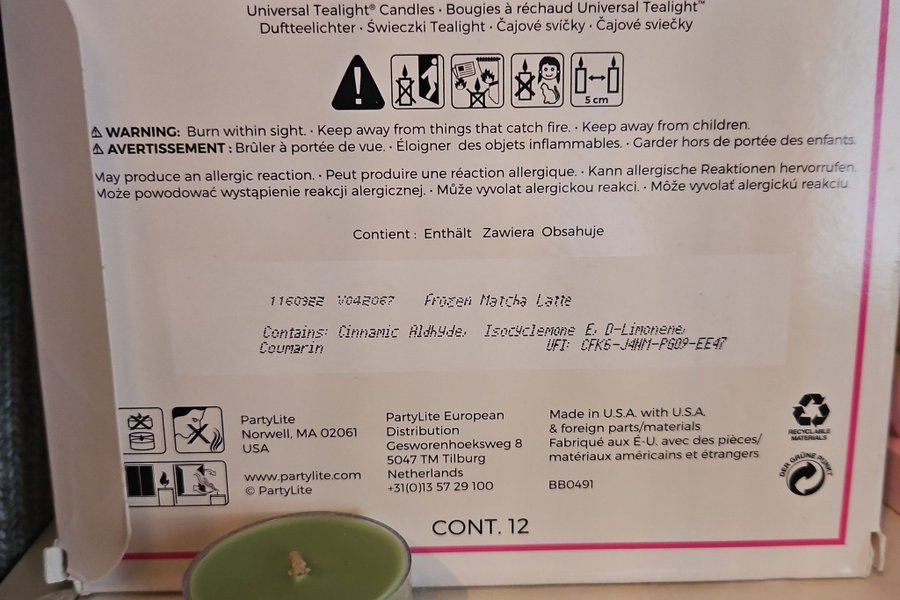 Universal Tealight® Candles · Bougies à réchaud Universal Tealight™
Duftteelichter · Świeczki Tealight · Čajové svíčky · Čajové sviečky
5 cm
WARNING: Burn within sight. · Keep away from things that catch fire. · Keep away from children.
AVERTISSEMENT : Brûler à portée de vue. · Éloigner des objets inflammables. · Garder hors de portée des enfants.
May produce an allergic reaction. · Peut produire une réaction allergique. · Kann allergische Reaktionen hervorrufen.
Może powodować wystąpienie reakcji alergicznej. · Může vyvolat alergickou reakci. · Môže vyvolať alergickú reakciu.
Contient : Enthält Zawiera Obsahuje
1160322 V042067 Frozen Matcha Latte
Contains: Cinnamic Aldhyde, Isocyclemone E, D-Limonene,
Coumarin UFI: CFK6-J4HM-PG09-EE47
PartyLite
Norwell, MA 02061
USA
www.partylite.com
© PartyLite
PartyLite European
Distribution
Gesworenhoeksweg 8
5047 TM Tilburg
Netherlands
+31(0)13 57 29 100
Made in U.S.A. with U.S.A.
& foreign parts/materials
Fabriqué aux É-U. avec des pièces/
matériaux américains et étrangers
BB0491
RECYCLABLE
MATERIALS
DER GRÜNE PUNKT
CONT. 12